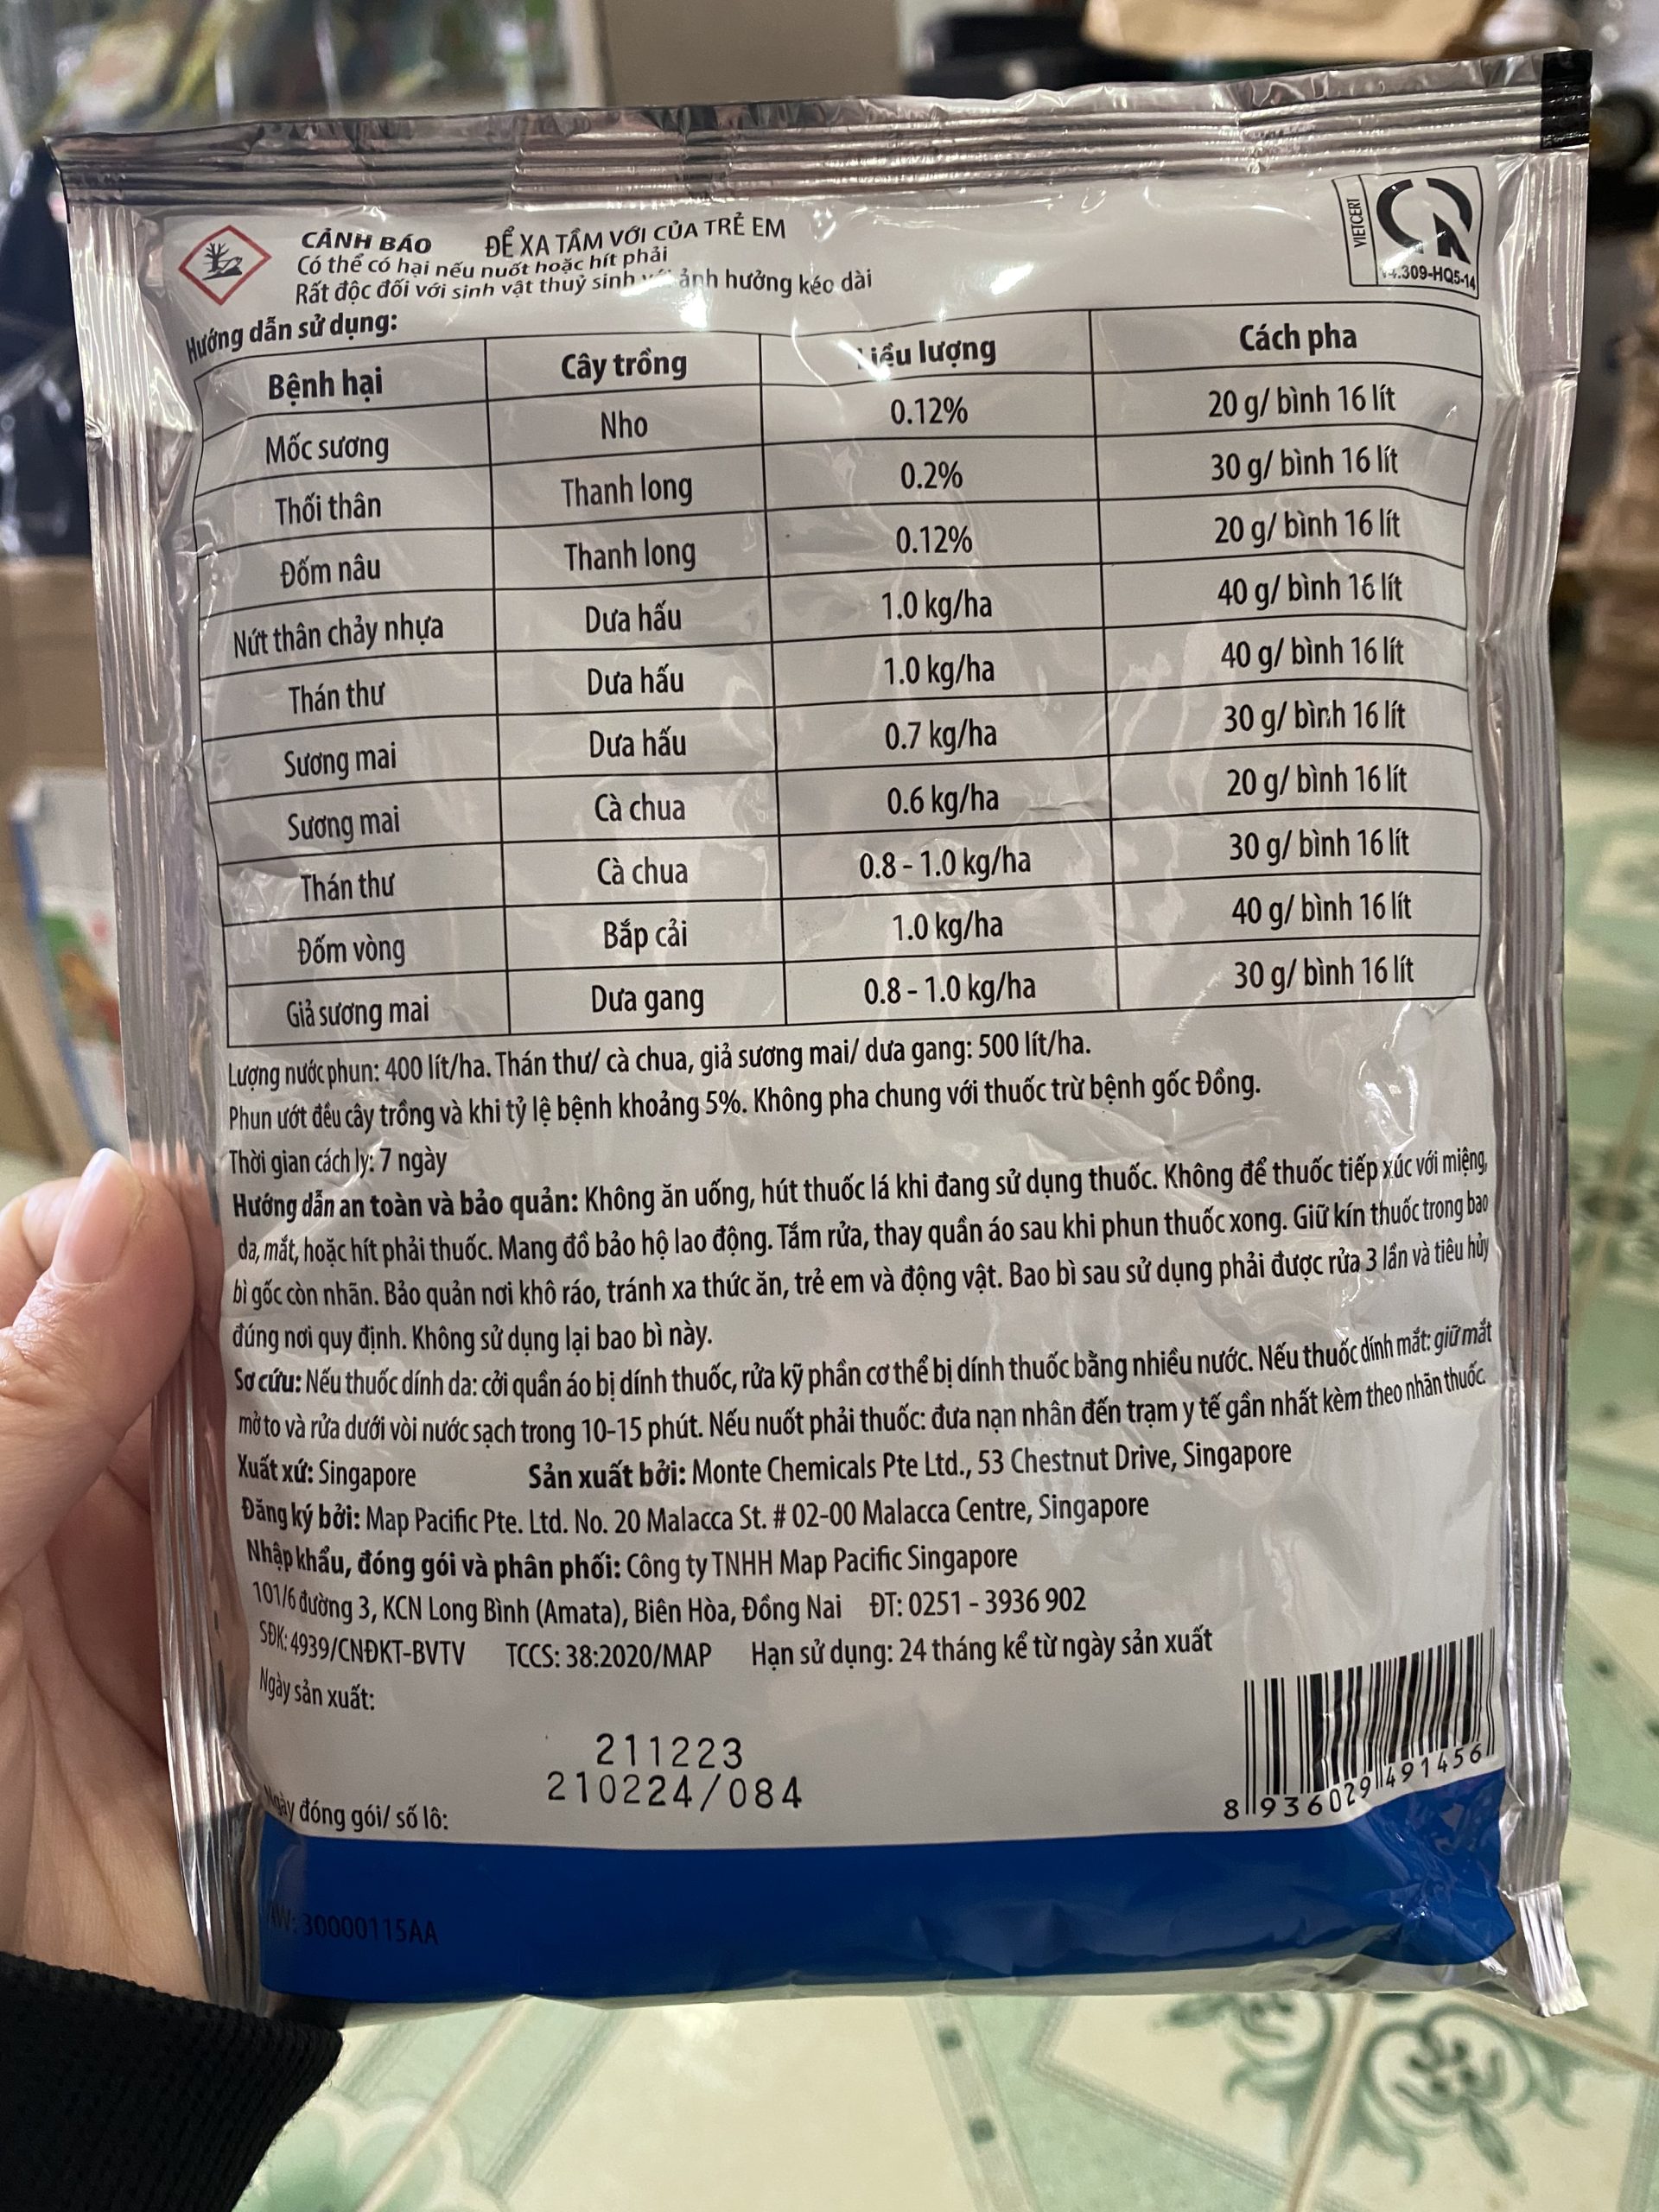 CẢNH BÁO ĐỂ XA TẦM VỚI CỦA TRẺ EM
Có thể có hại nếu nuốt hoặc hít phải
Rất độc đối với sinh vật thuỷ sinh với ảnh hưởng kéo dài
VIETCERT
309-HQ5-14
Hướng dẫn sử dụng:
Bệnh hại Cây trồng Liều lượng Cách pha
Mốc sương Nho 0.12% 20 g/ bình 16 lít
Thối thân Thanh long 0.2% 30 g/ bình 16 lít
Đốm nâu Thanh long 0.12% 20 g/ bình 16 lít
Nứt thân chảy nhựa Dưa hấu 1.0 kg/ha 40 g/ bình 16 lít
Thán thư Dưa hấu 1.0 kg/ha 40 g/ bình 16 lít
Sương mai Dưa hấu 0.7 kg/ha 30 g/ bình 16 lít
Sương mai Cà chua 0.6 kg/ha 20 g/ bình 16 lít
Thán thư Cà chua 0.8 - 1.0 kg/ha 30 g/ bình 16 lít
Đốm vòng Bắp cải 1.0 kg/ha 40 g/ bình 16 lít
Giả sương mai Dưa gang 0.8 - 1.0 kg/ha 30 g/ bình 16 lít
Lượng nước phun: 400 lít/ha. Thán thư/ cà chua, giả sương mai/ dưa gang: 500 lít/ha.
Phun ướt đều cây trồng và khi tỷ lệ bệnh khoảng 5%. Không pha chung với thuốc trừ bệnh gốc Đồng.
Thời gian cách ly: 7 ngày
Hướng dẫn an toàn và bảo quản: Không ăn uống, hút thuốc lá khi đang sử dụng thuốc. Không để thuốc tiếp xúc với miệng,
da, mắt, hoặc hít phải thuốc. Mang đồ bảo hộ lao động. Tắm rửa, thay quần áo sau khi phun thuốc xong. Giữ kín thuốc trong bao
bì gốc còn nhãn. Bảo quản nơi khô ráo, tránh xa thức ăn, trẻ em và động vật. Bao bì sau sử dụng phải được rửa 3 lần và tiêu hủy
đúng nơi quy định. Không sử dụng lại bao bì này.
Sơ cứu: Nếu thuốc dính da: cởi quần áo bị dính thuốc, rửa kỹ phần cơ thể bị dính thuốc bằng nhiều nước. Nếu thuốc dính mắt: giữ mắt
mở to và rửa dưới vòi nước sạch trong 10-15 phút. Nếu nuốt phải thuốc: đưa nạn nhân đến trạm y tế gần nhất kèm theo nhãn thuốc.
Xuất xứ: Singapore Sản xuất bởi: Monte Chemicals Pte Ltd., 53 Chestnut Drive, Singapore
Đăng ký bởi: Map Pacific Pte. Ltd. No. 20 Malacca St. # 02-00 Malacca Centre, Singapore
Nhập khẩu, đóng gói và phân phối: Công ty TNHH Map Pacific Singapore
101/6 đường 3, KCN Long Bình (Amata), Biên Hòa, Đồng Nai ĐT: 0251 - 3936 902
SĐK: 4939/CNĐKT-BVTV TCCS: 38:2020/MAP Hạn sử dụng: 24 tháng kể từ ngày sản xuất
Ngày sản xuất:
211223
210224/084
Ngày đóng gói/ số lô:
8 936029 491456
AW: 30000115AA